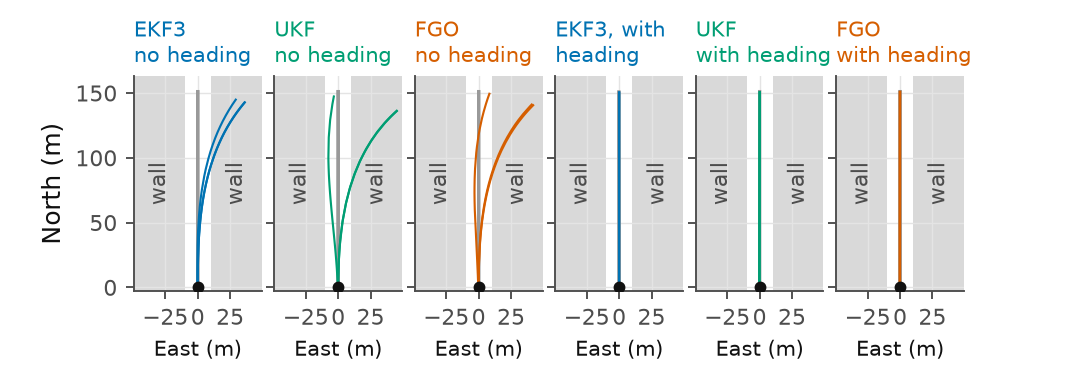 EKF3
no heading
UKF
no heading
FGO
no heading
EKF3, with
heading
UKF
with heading
FGO
with heading
North (m)
150
100
50
0
wall
wall
wall
wall
wall
wall
wall
wall
wall
wall
wall
wall
−25 0 25
−25 0 25
−25 0 25
−25 0 25
−25 0 25
−25 0 25
East (m)
East (m)
East (m)
East (m)
East (m)
East (m)